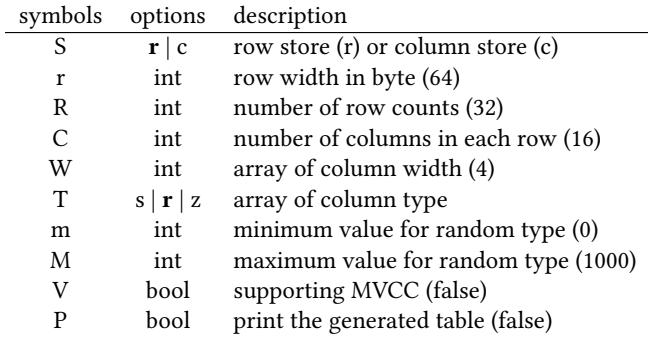 symbols options description
S r | c row store (r) or column store (c)
r int row width in byte (64)
R int number of row counts (32)
C int number of columns in each row (16)
W int array of column width (4)
T s | r | z array of column type
m int minimum value for random type (0)
M int maximum value for random type (1000)
V bool supporting MVCC (false)
P bool print the generated table (false)